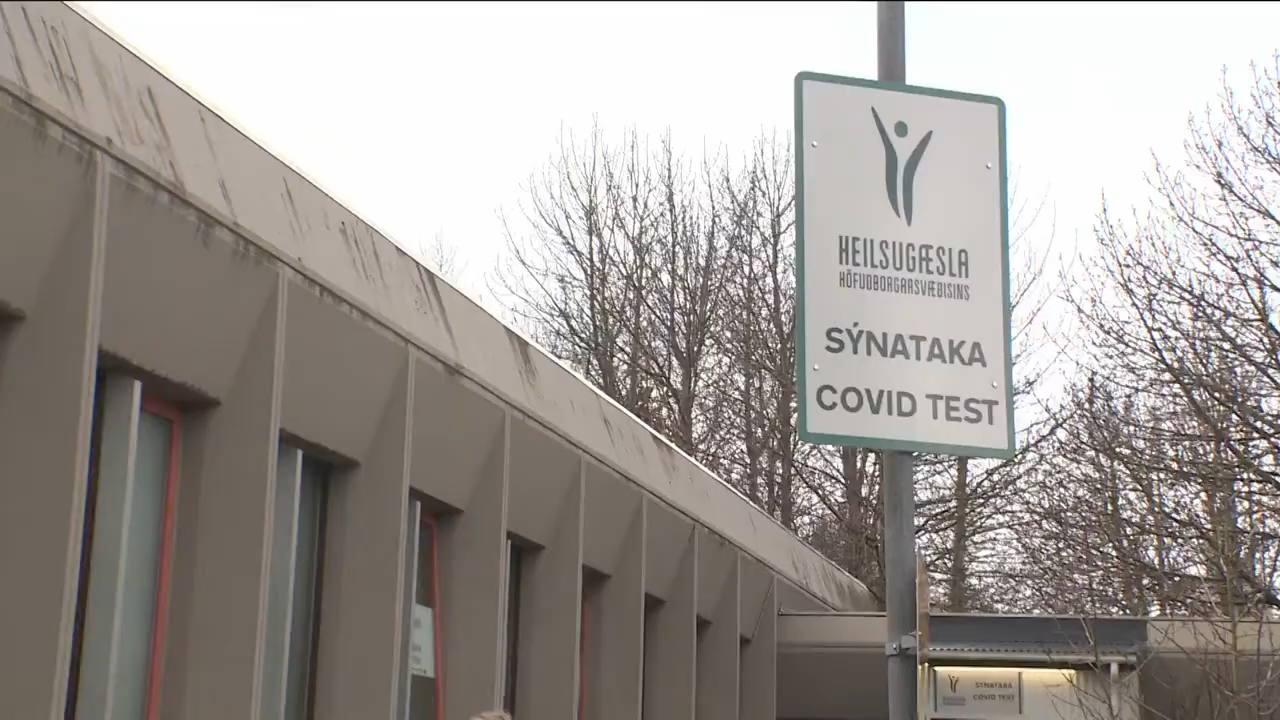 HEILSUGÆSLA
HÖFUÐBORGARSVÆÐISINS
SÝNATAKA
COVID TEST
SÝNATAKA
COVID TEST